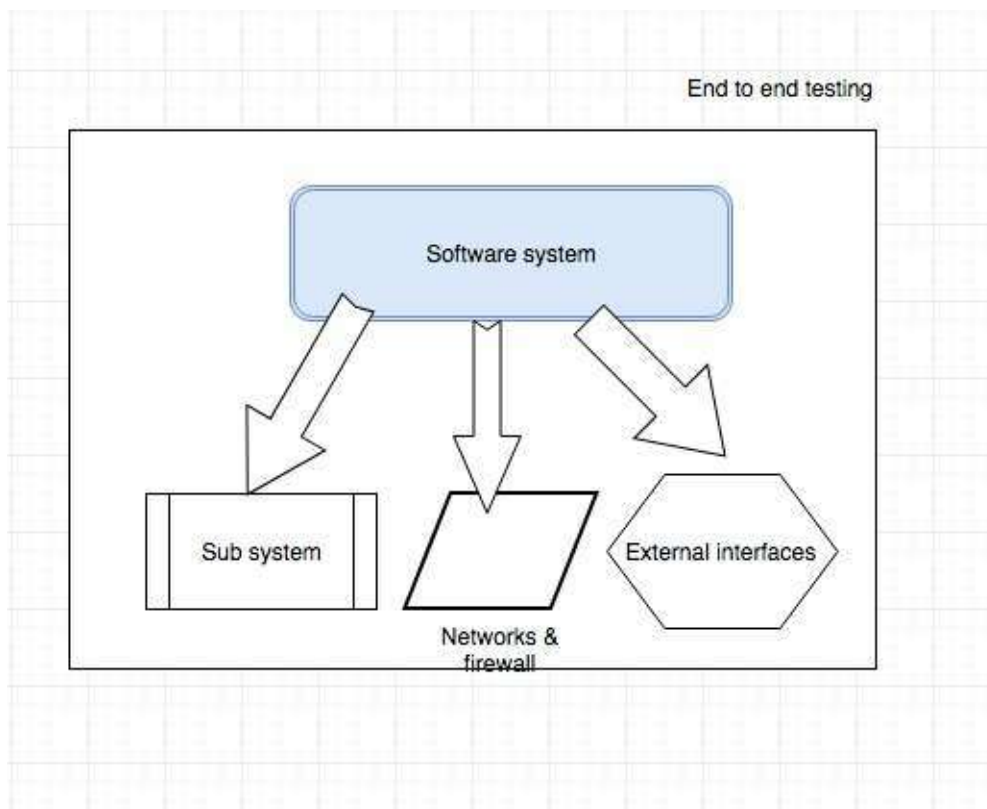 End to end testing
Software system
Sub system
External interfaces
Networks &
firewall